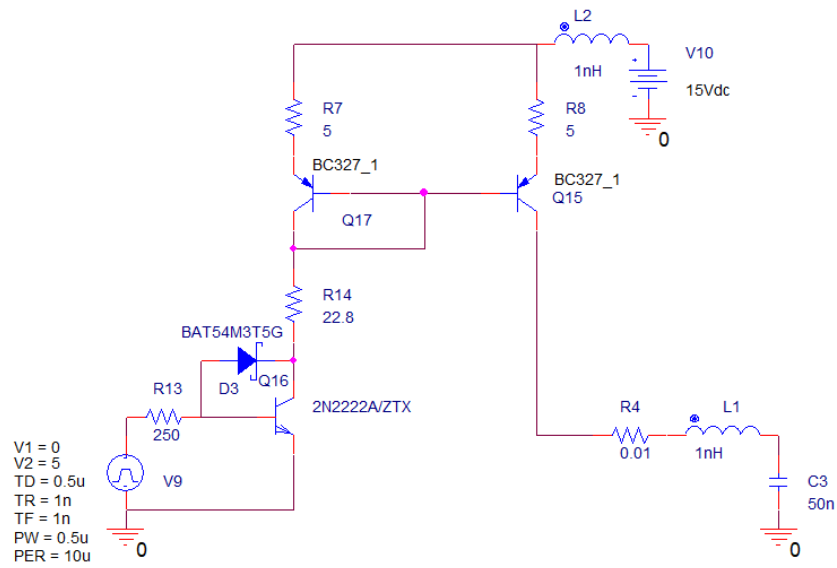 L2
1nH
V10
15Vdc
+
-
0
R7
5
R8
5
BC327_1
Q17
BC327_1
Q15
R14
22.8
BAT54M3T5G
D3
Q16
2N2222A/ZTX
R13
250
V1 = 0
V2 = 5
TD = 0.5u
TR = 1n
TF = 1n
PW = 0.5u
PER = 10u
V9
0
R4
0.01
L1
1nH
C3
50n
0